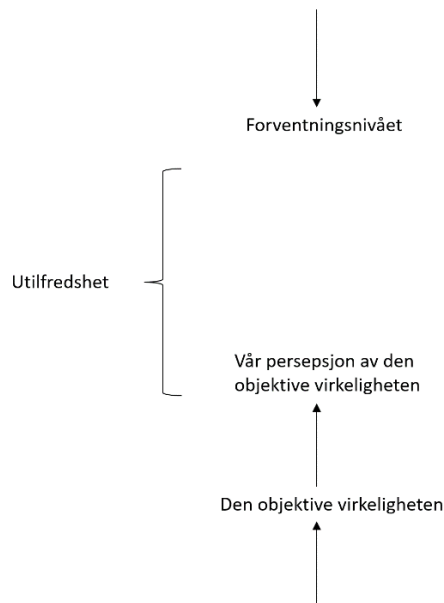 Forventningsnivået
Utilfredshet
Vår persepsjon av den
objektive virkeligheten
Den objektive virkeligheten